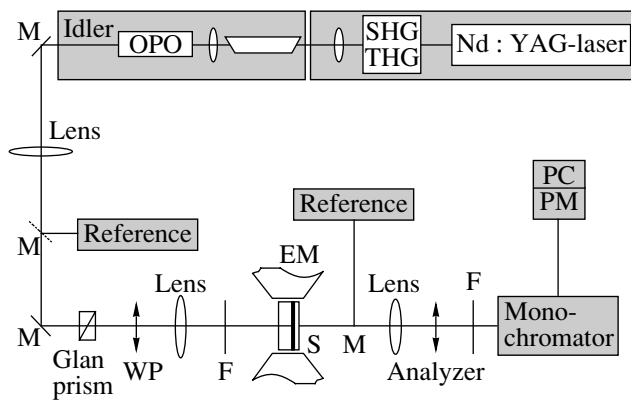 M
Idler
OPO
SHG
THG
Nd : YAG-laser
Lens
M
Reference
M
Glan
prism
WP
Lens
F
EM
S
Reference
M
Lens
Analyzer
F
PC
PM
Mono-
chromator